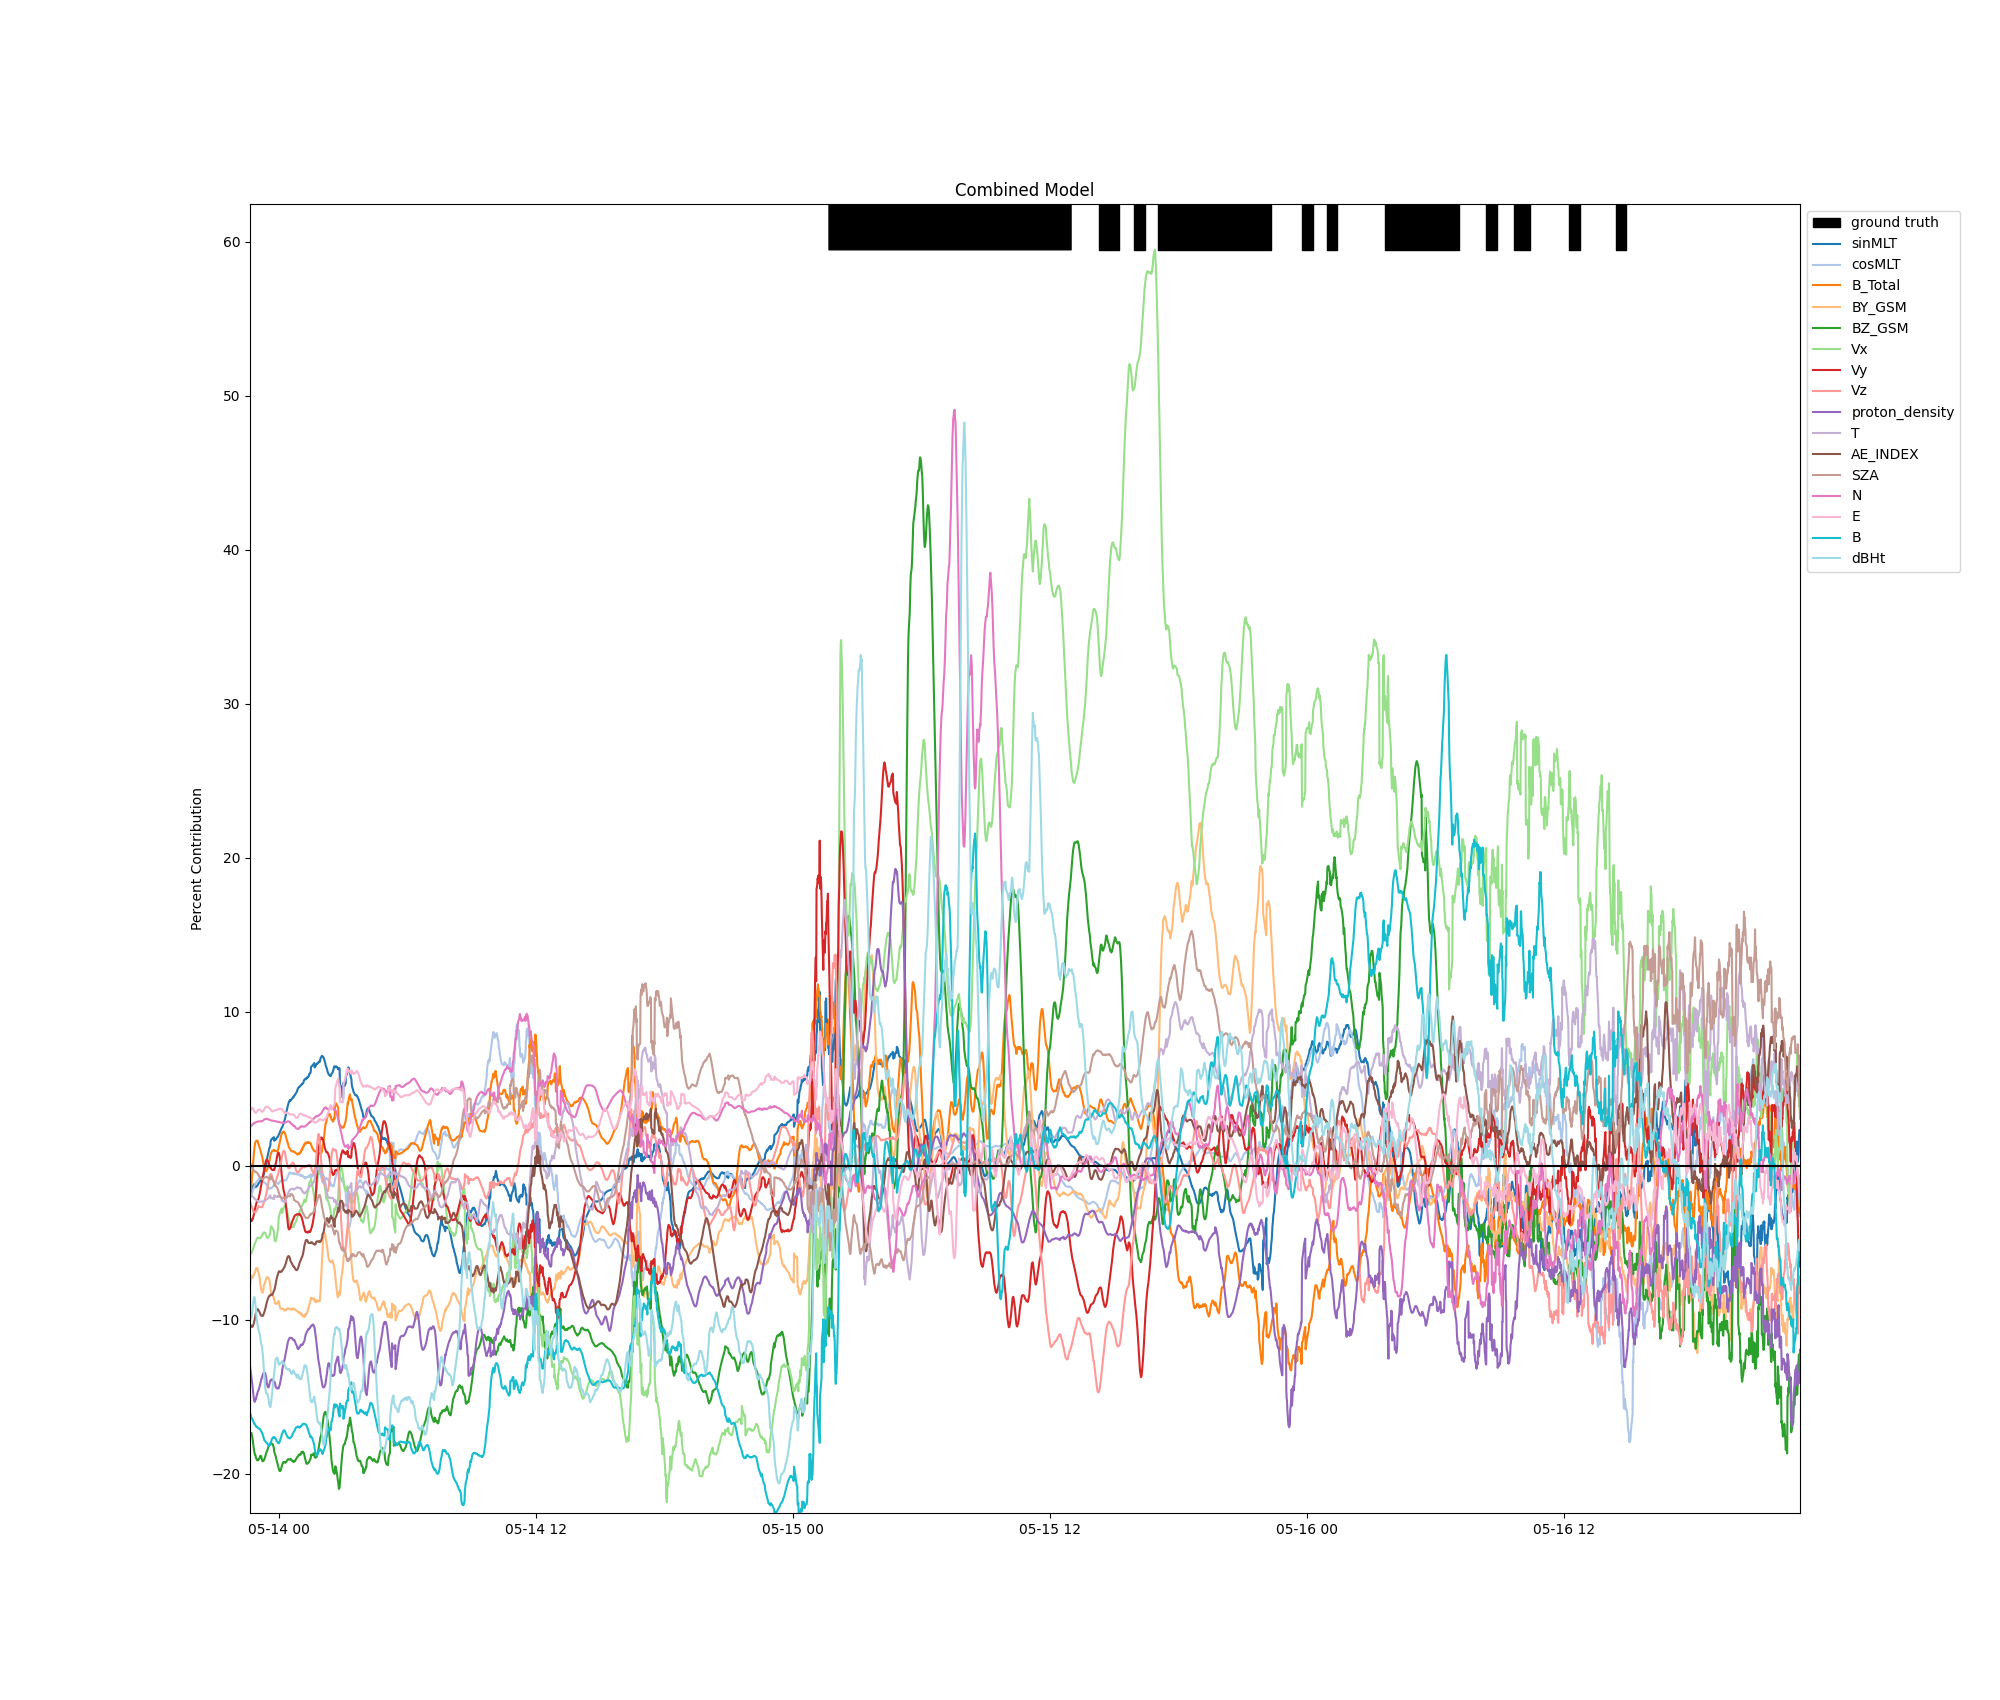 Combined Model
60
50
40
30
20
10
0
−10
−20
Percent Contribution
05-14 00
05-14 12
05-15 00
05-15 12
05-16 00
05-16 12
ground truth
sinMLT
cosMLT
B_Total
BY_GSM
BZ_GSM
Vx
Vy
Vz
proton_density
T
AE_INDEX
SZA
N
E
B
dBHt